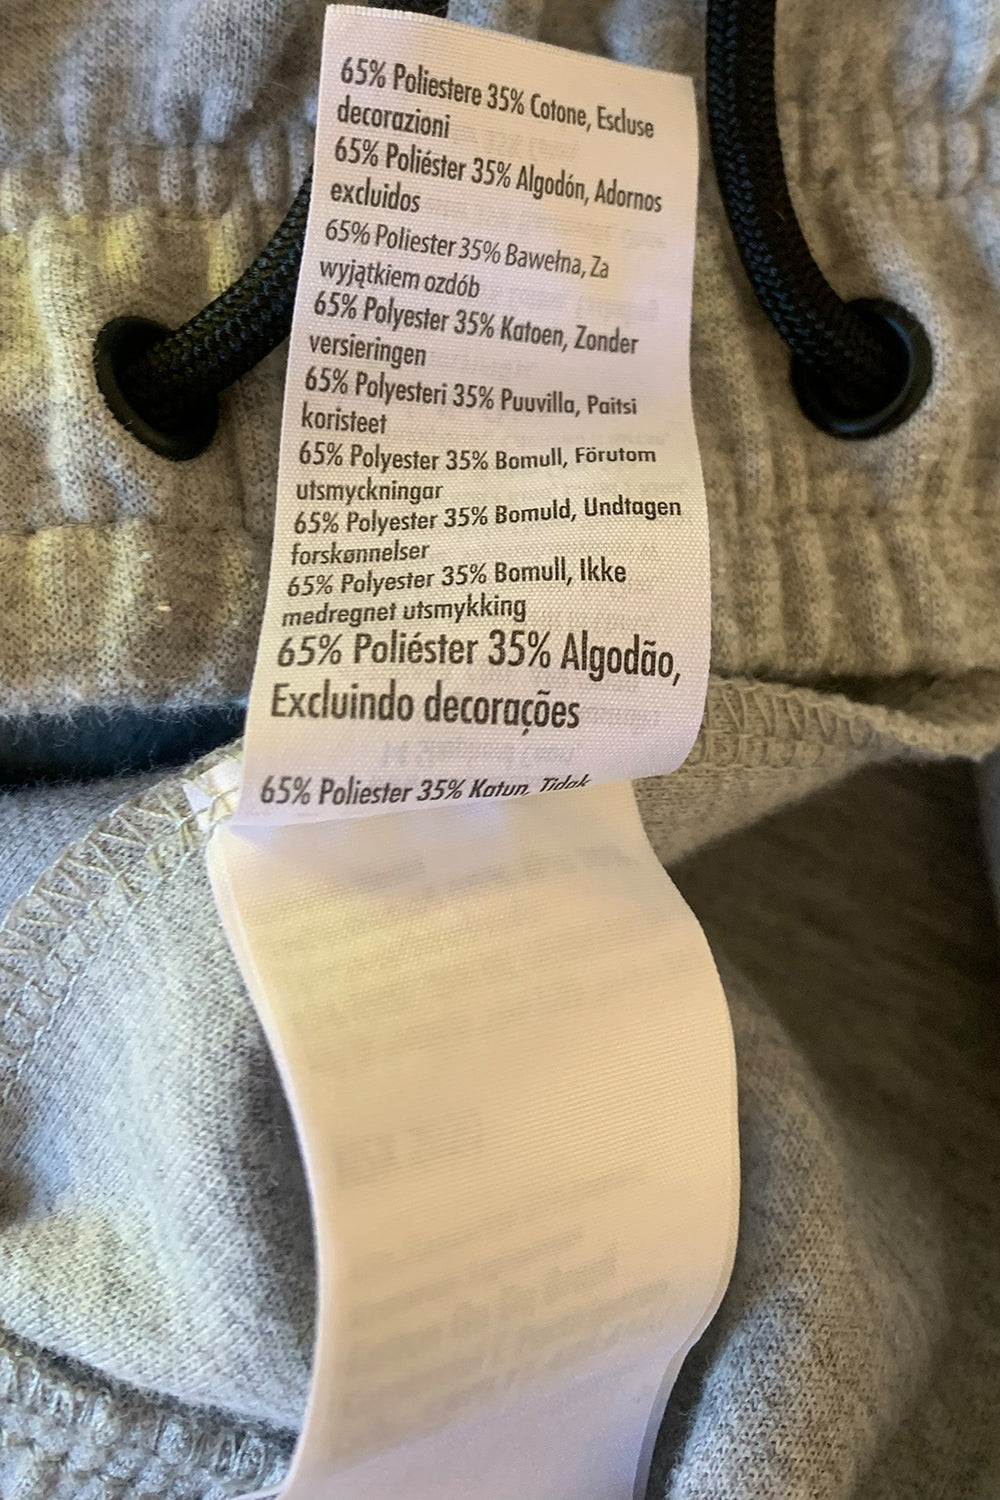 65% Poliestere 35% Cotone, Escluse
decorazioni
65% Poliéster 35% Algodón, Adornos
excluidos
65% Poliester 35% Bawełna, Za
wyjątkiem ozdób
65% Polyester 35% Katoen, Zonder
versieringen
65% Polyesteri 35% Puuvilla, Paitsi
koristeet
65% Polyester 35% Bomull, Förutom
utsmyckningar
65% Polyester 35% Bomuld, Undtagen
forskønnelser
65% Polyester 35% Bomull, Ikke
medregnet utsmykking
65% Poliéster 35% Algodão,
Excluindo decorações
65% Poliester 35% Katun, Tidak